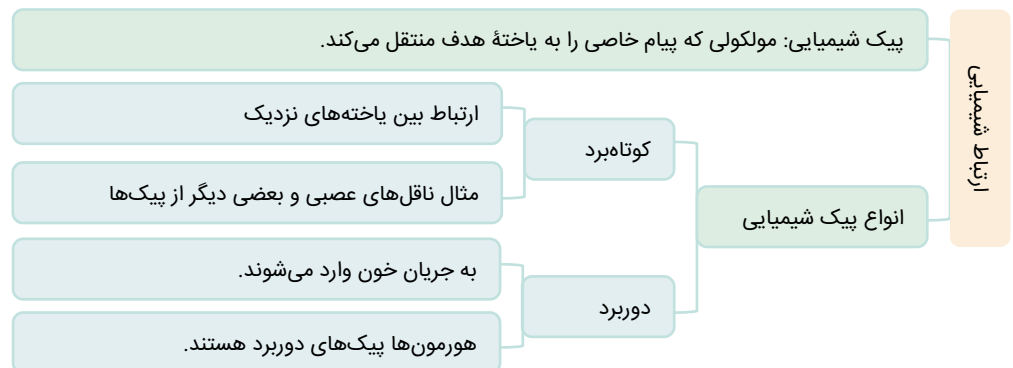 ارتباط شیمیایی
پیک شیمیایی: مولکولی که پیام خاصی را به یاختهٔ هدف منتقل می‌کند.
انواع پیک شیمیایی
کوتاه‌برد
ارتباط بین یاخته‌های نزدیک
مثال ناقل‌های عصبی و بعضی دیگر از پیک‌ها
دوربرد
به جریان خون وارد می‌شوند.
هورمون‌ها پیک‌های دوربرد هستند.